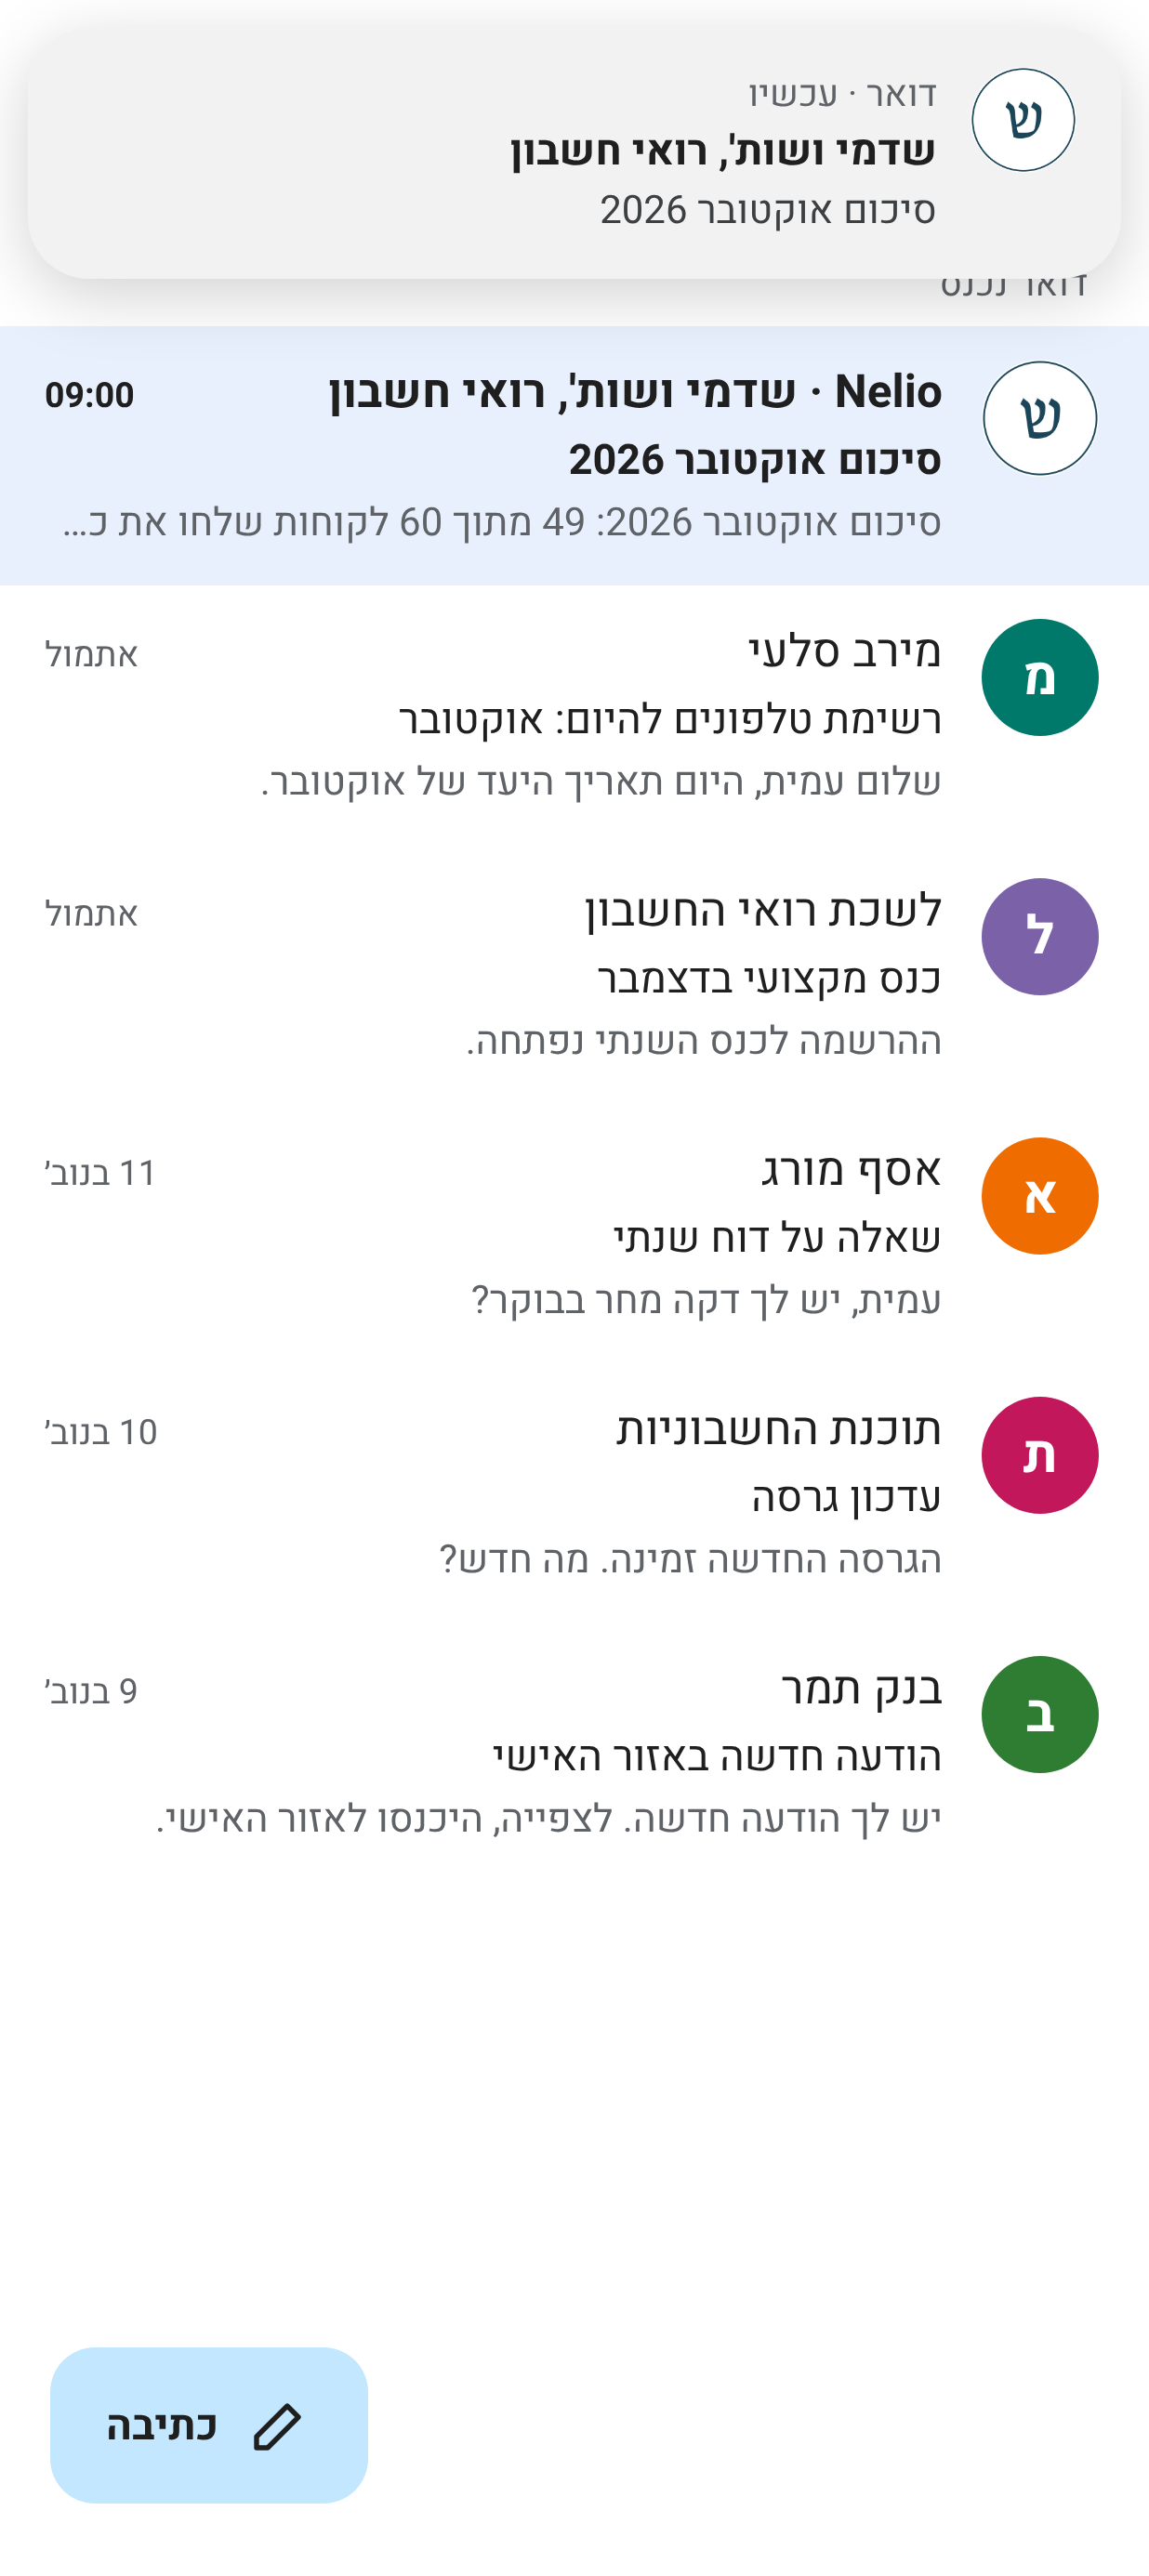 ש
דואר · עכשיו
שדמי ושות', רואי חשבון
סיכום אוקטובר 2026
דואר נכנס
ש
Nelio · שדמי ושות', רואי חשבון
09:00
סיכום אוקטובר 2026
סיכום אוקטובר 2026: 49 מתוך 60 לקוחות שלחו את כ...
מ
מירב סלעי
אתמול
רשימת טלפונים להיום: אוקטובר
שלום עמית, היום תאריך היעד של אוקטובר.
ל
לשכת רואי החשבון
אתמול
כנס מקצועי בדצמבר
ההרשמה לכנס השנתי נפתחה.
א
אסף מורג
11 בנוב׳
שאלה על דוח שנתי
עמית, יש לך דקה מחר בבוקר?
ת
תוכנת החשבוניות
10 בנוב׳
עדכון גרסה
הגרסה החדשה זמינה. מה חדש?
ב
בנק תמר
9 בנוב׳
הודעה חדשה באזור האישי
יש לך הודעה חדשה. לצפייה, היכנסו לאזור האישי.
כתיבה